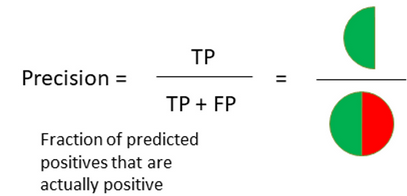 Precision = TP / TP + FP =
Fraction of predicted
positives that are
actually positive